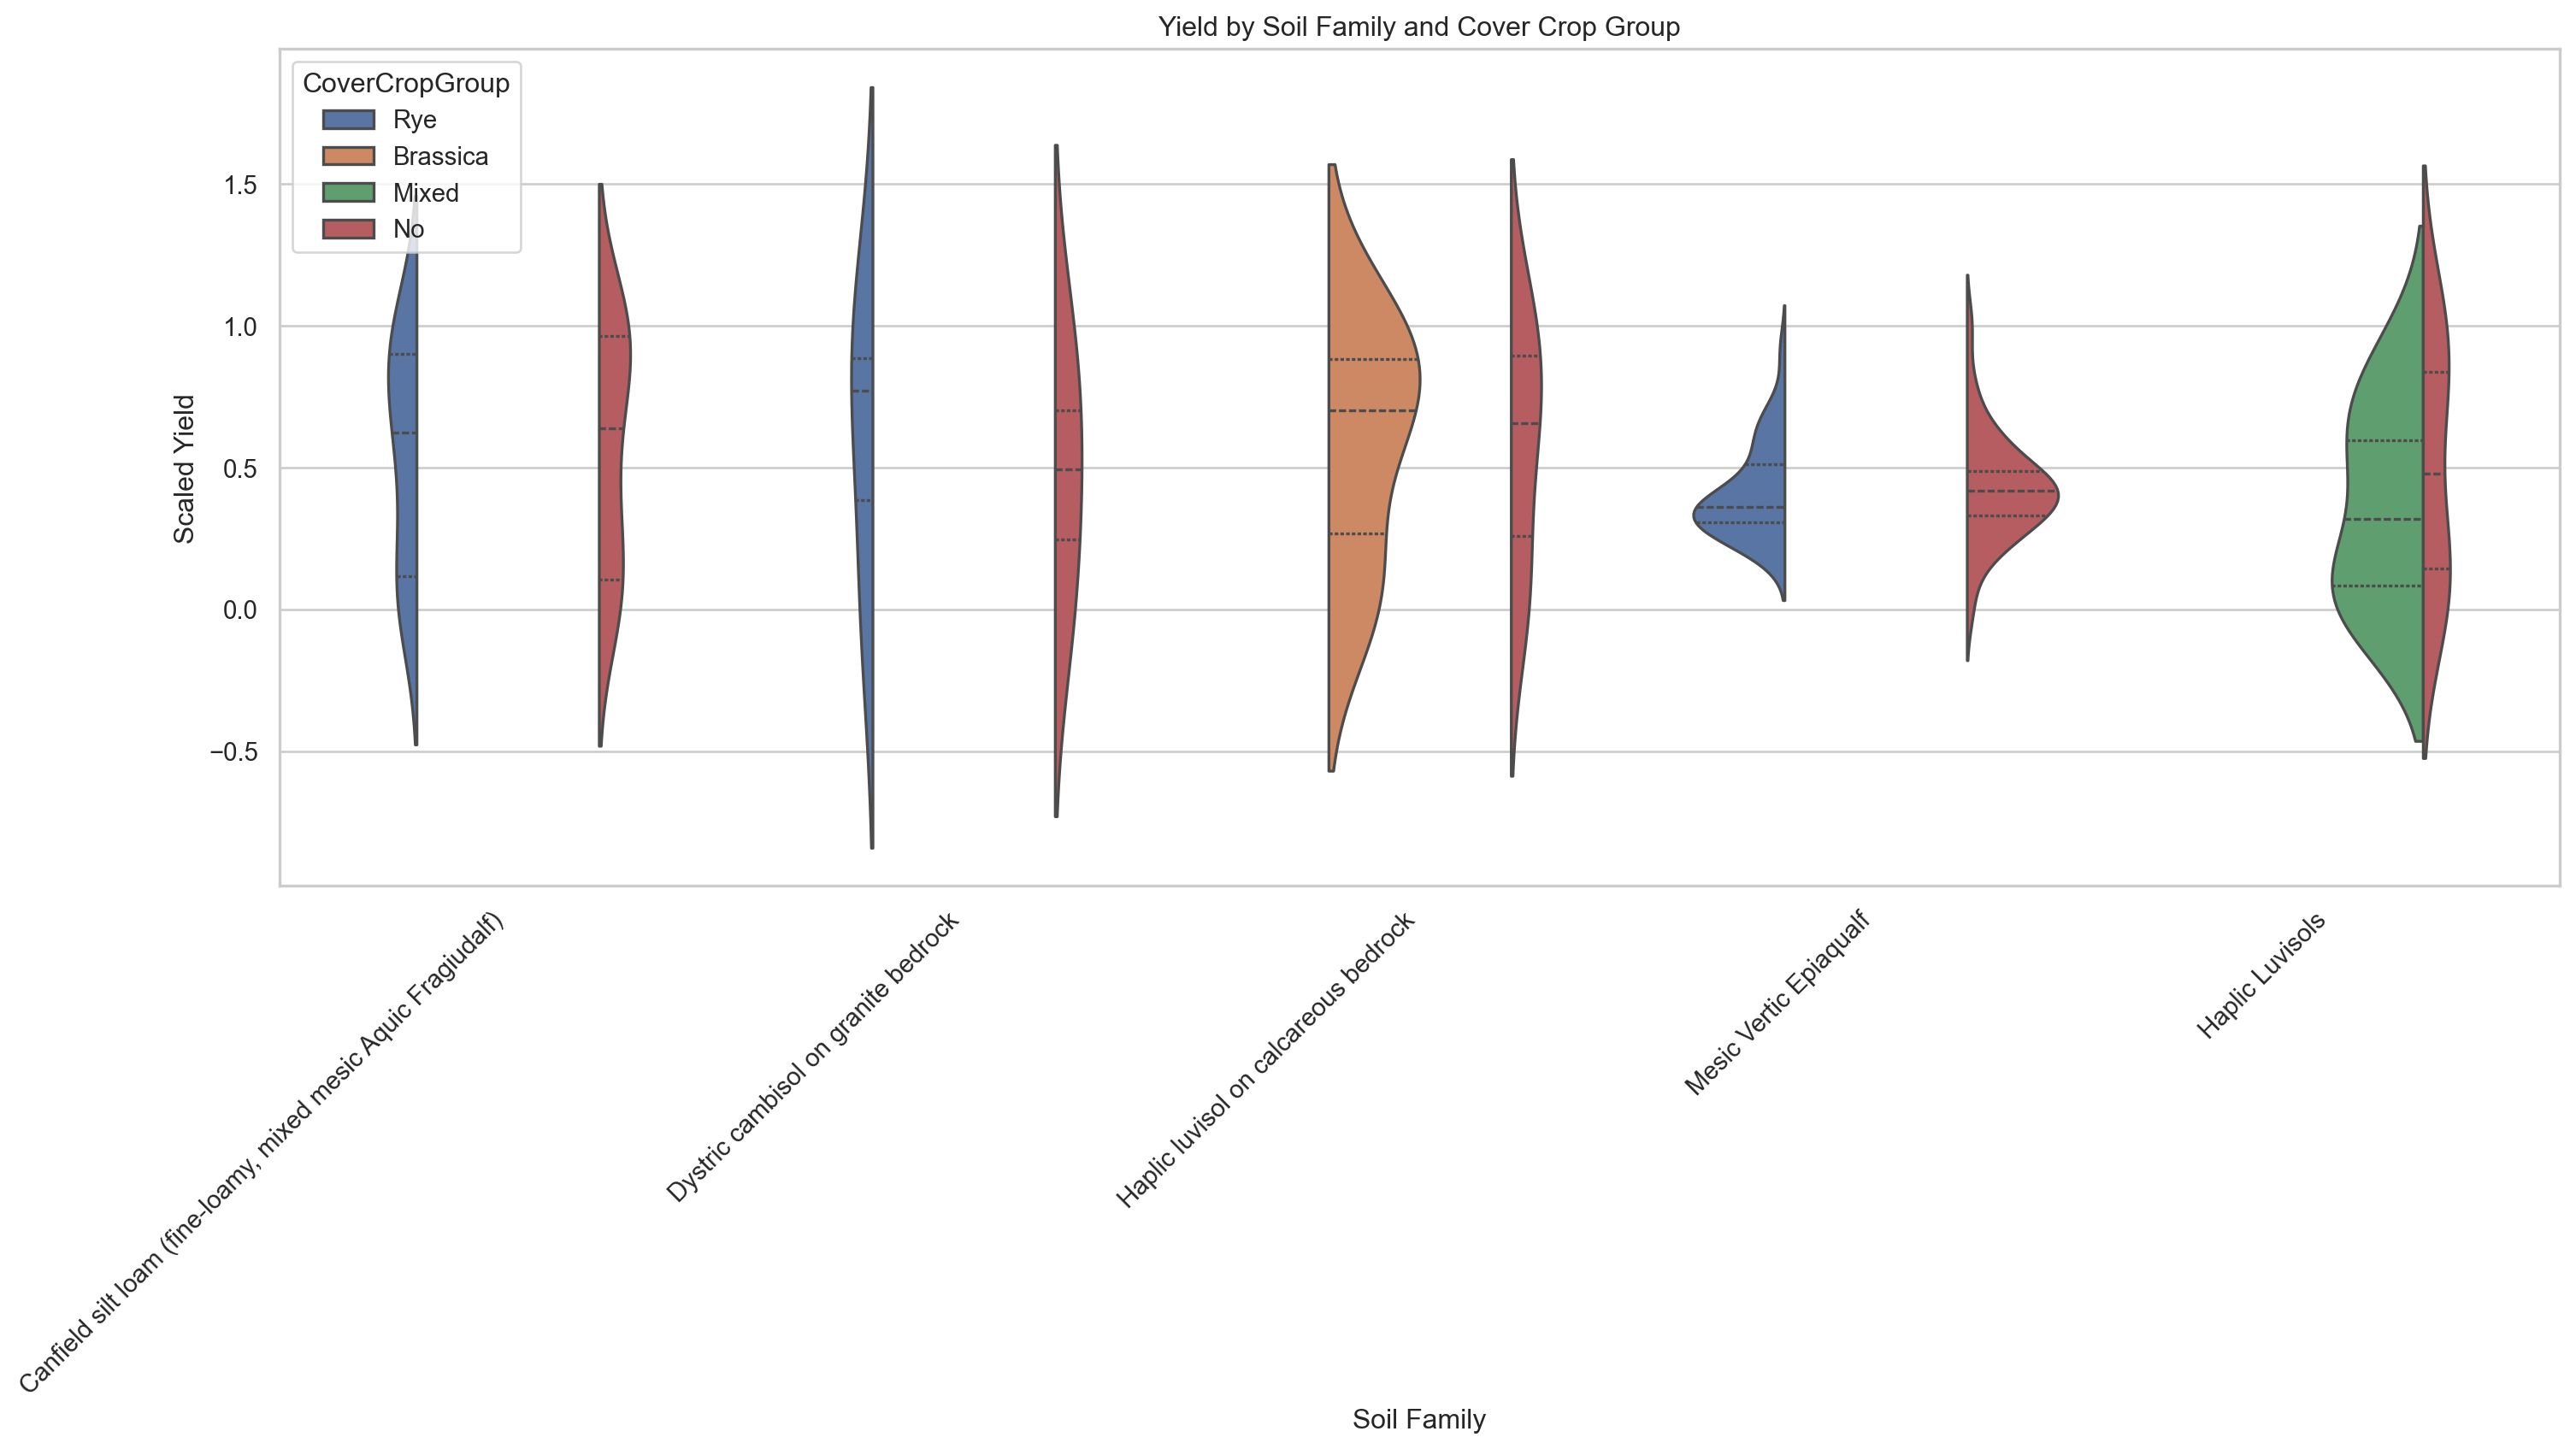 Yield by Soil Family and Cover Crop Group
CoverCropGroup
Rye
Brassica
Mixed
No
1.5
1.0
0.5
0.0
−0.5
Scaled Yield
Canfield silt loam (fine-loamy, mixed mesic Aquic Fragiudalf)
Dystric cambisol on granite bedrock
Haplic luvisol on calcareous bedrock
Mesic Vertic Epiaqualf
Haplic Luvisols
Soil Family